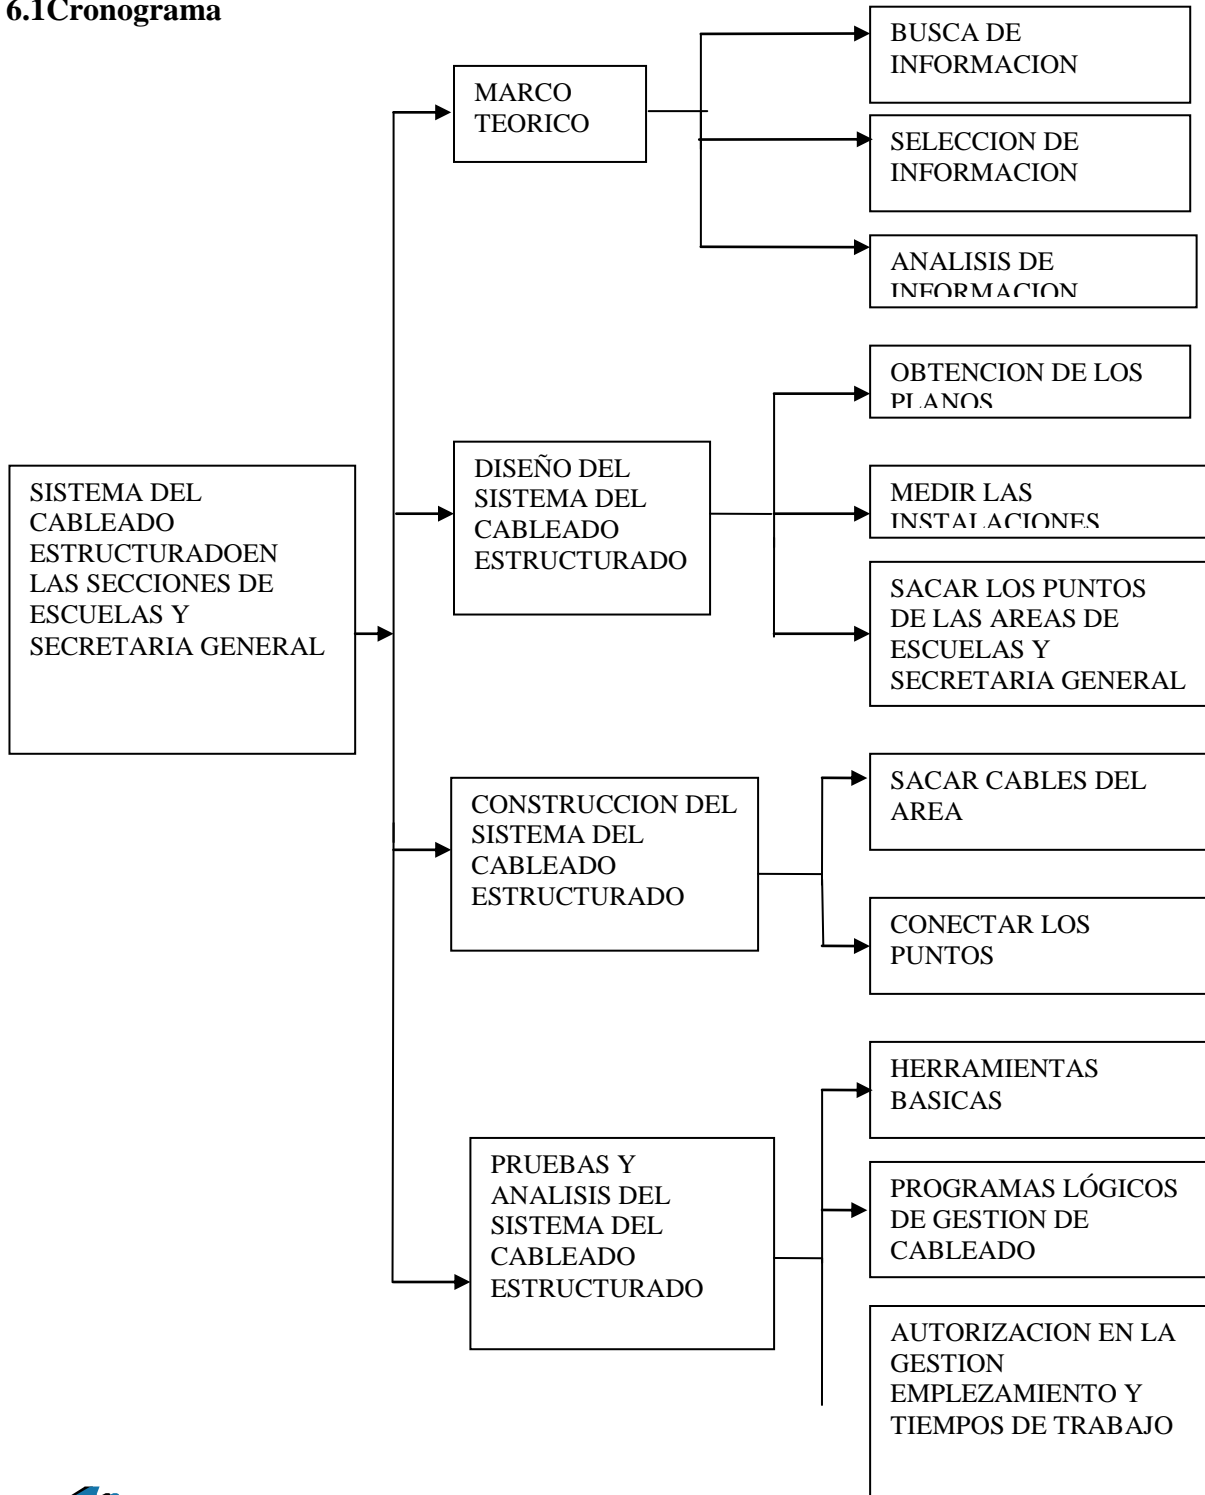 6.1Cronograma
BUSCA DE
INFORMACION
MARCO
TEORICO
SELECCION DE
INFORMACION
ANALISIS DE
INFORMACION
OBTENCION DE LOS
PLANOS
DISEÑO DEL
SISTEMA DEL
CABLEADO
ESTRUCTURADO
MEDIR LAS
INSTALACIONES
SISTEMA DEL
CABLEADO
ESTRUCTURADOEN
LAS SECCIONES DE
ESCUELAS Y
SECRETARIA GENERAL
SACAR LOS PUNTOS
DE LAS AREAS DE
ESCUELAS Y
SECRETARIA GENERAL
CONSTRUCCION DEL
SISTEMA DEL
CABLEADO
ESTRUCTURADO
SACAR CABLES DEL
AREA
CONECTAR LOS
PUNTOS
HERRAMIENTAS
BASICAS
PRUEBAS Y
ANALISIS DEL
SISTEMA DEL
CABLEADO
ESTRUCTURADO
PROGRAMAS LÓGICOS
DE GESTION DE
CABLEADO
AUTORIZACION EN LA
GESTION
EMPLEZAMIENTO Y
TIEMPOS DE TRABAJO